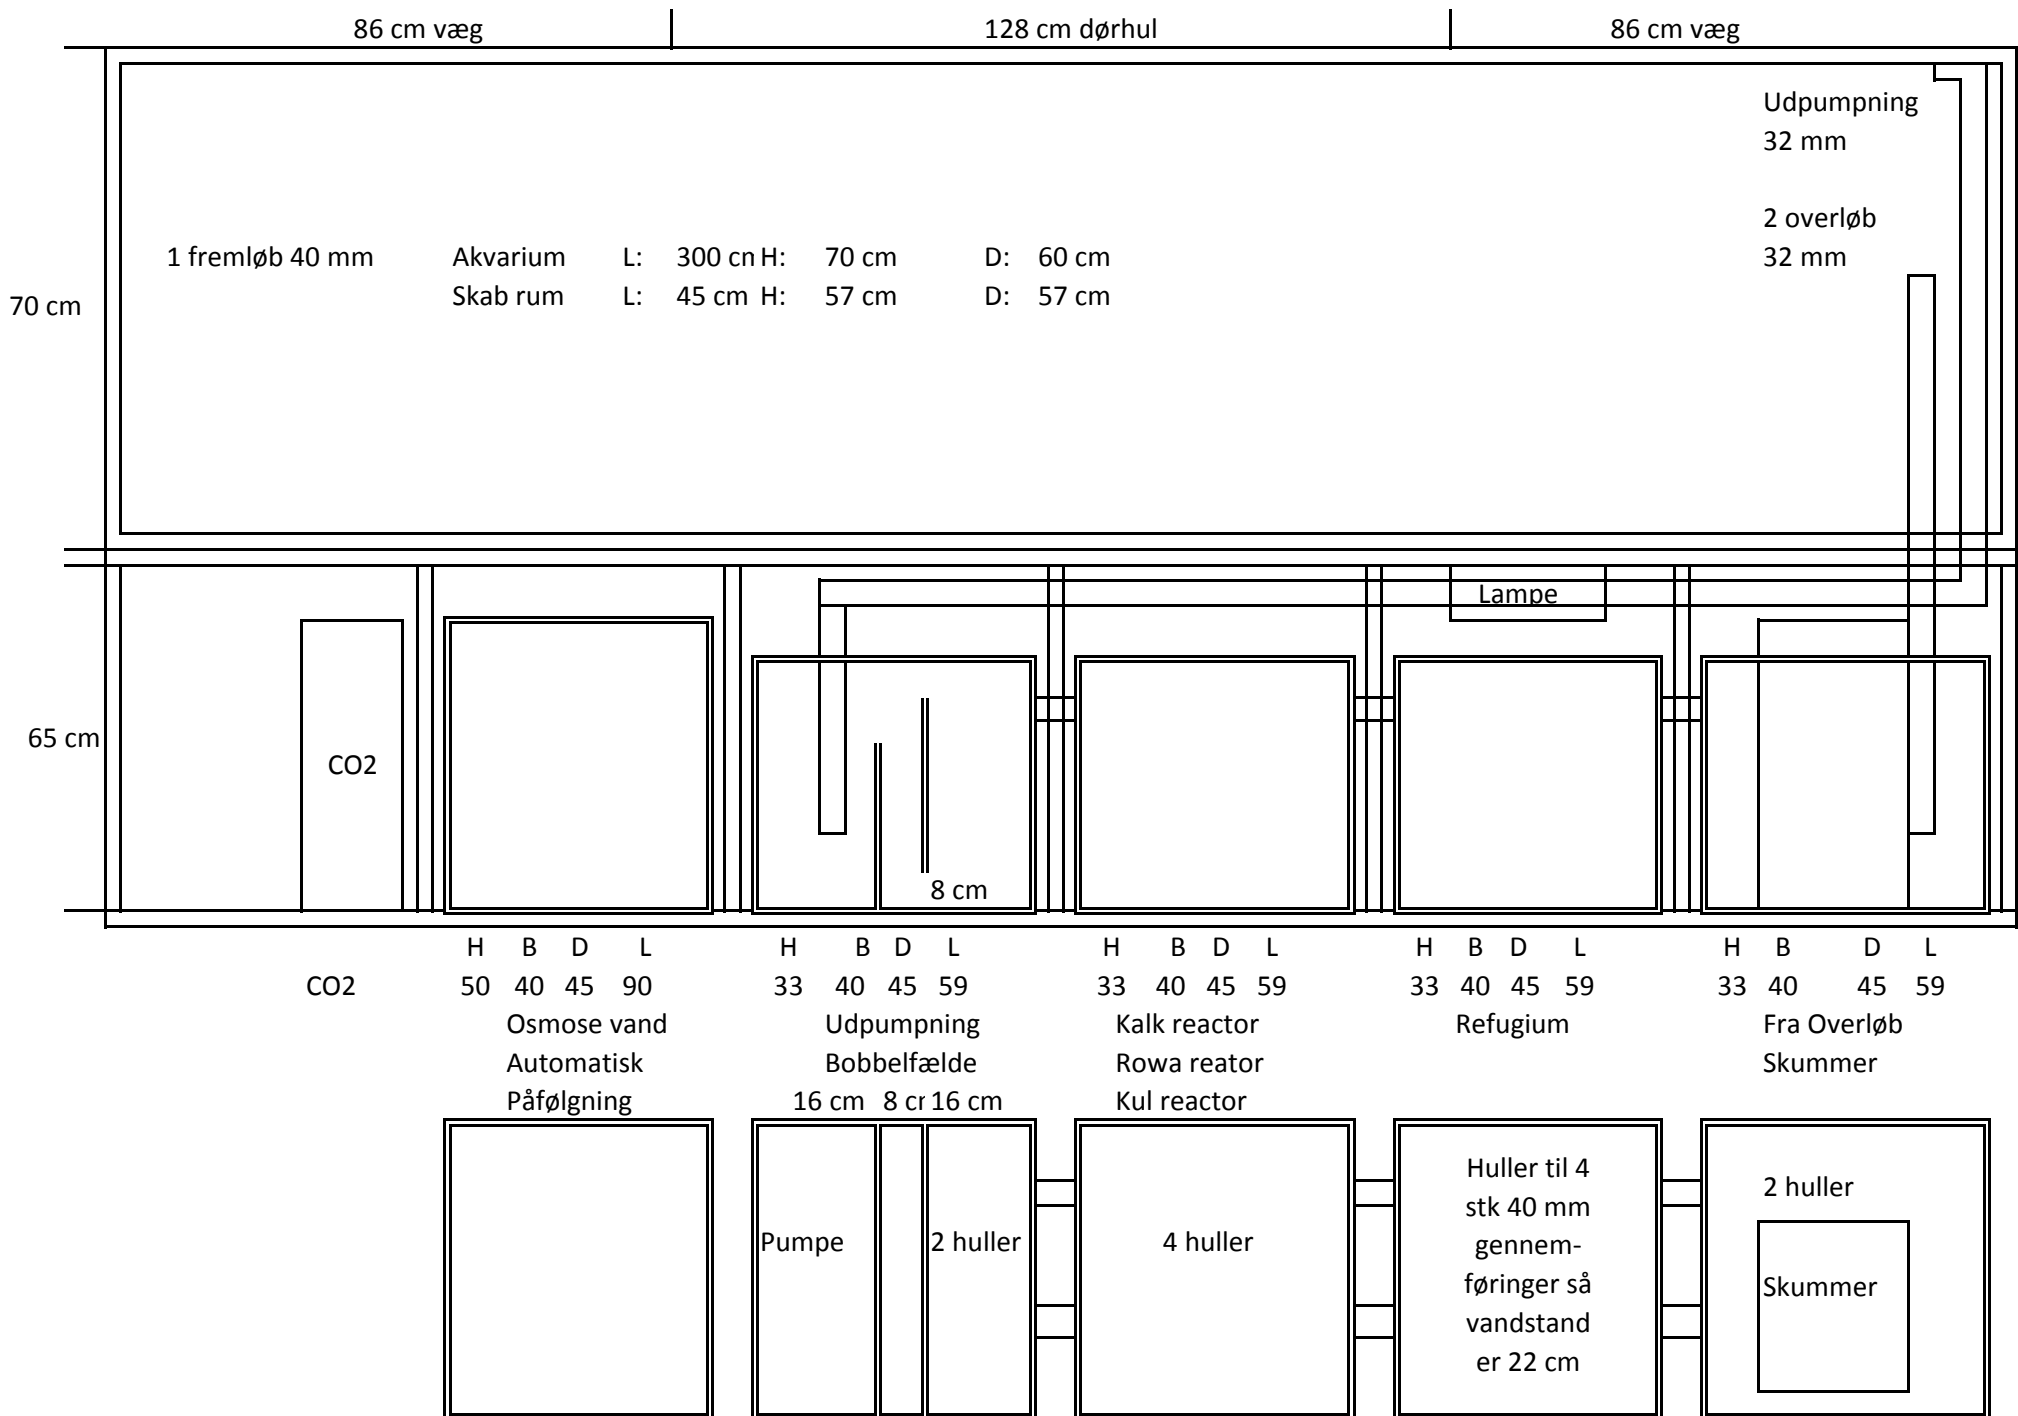 86 cm væg 128 cm dørhul 86 cm væg
Udpumpning
32 mm
2 overløb
1 fremløb 40 mm Akvarium L: 300 cn H: 70 cm D: 60 cm 32 mm
Skab rum L: 45 cm H: 57 cm D: 57 cm
70 cm
Lampe
65 cm
CO2
8 cm
H B D L H B D L H B D L H B D L H B D L
CO2 50 40 45 90 33 40 45 59 33 40 45 59 33 40 45 59 33 40 45 59
Osmose vand Udpumpning Kalk reactor Refugium Fra Overløb
Automatisk Bobbelfælde Rowa reator Skummer
Påfølgning 16 cm 8 cr 16 cm Kul reactor
Huller til 4
stk 40 mm
gennem-
føringer så
vandstand
er 22 cm
2 huller
Pumpe 2 huller 4 huller
Skummer